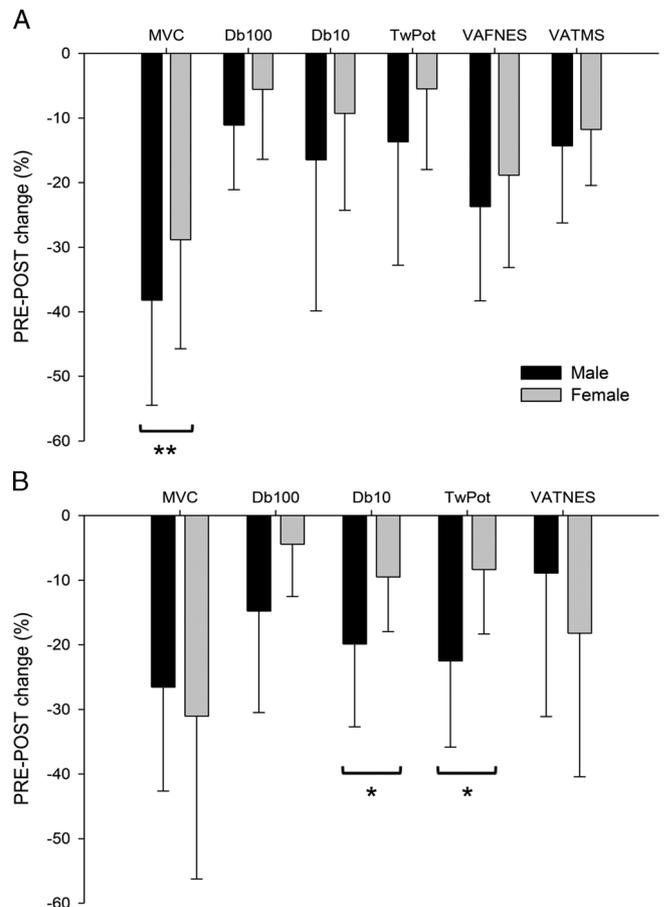 A
MVC Db100 Db10 TwPot VAFNES VATMS
0
-10
-20
-30
-40
-50
-60
PRE-POST change (%)
Male
Female
**
B
MVC Db100 Db10 TwPot VATNES
0
-10
-20
-30
-40
-50
-60
PRE-POST change (%)
* *